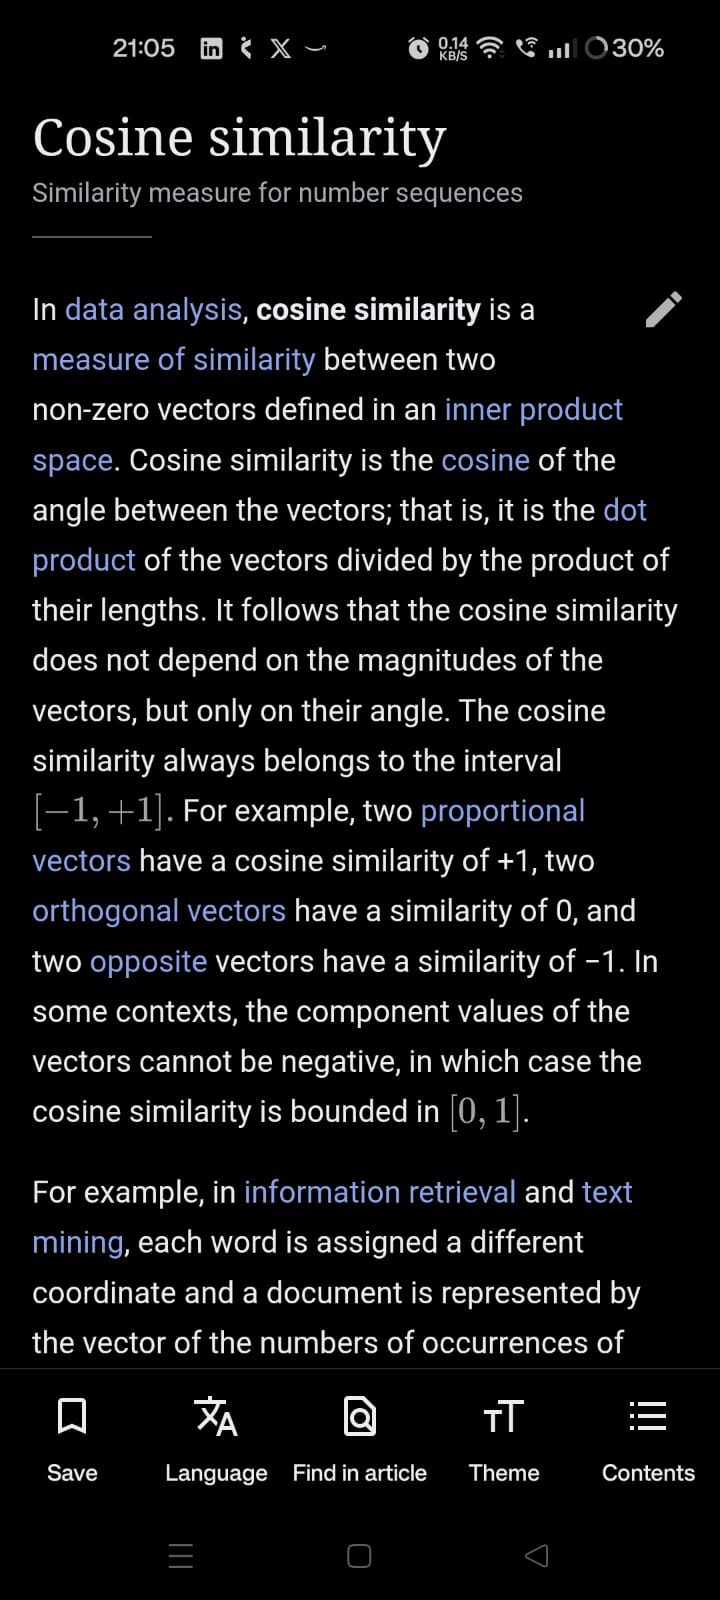 21:05
0.14
KB/S
30%
Cosine similarity
Similarity measure for number sequences
In data analysis, cosine similarity is a
measure of similarity between two
non-zero vectors defined in an inner product
space. Cosine similarity is the cosine of the
angle between the vectors; that is, it is the dot
product of the vectors divided by the product of
their lengths. It follows that the cosine similarity
does not depend on the magnitudes of the
vectors, but only on their angle. The cosine
similarity always belongs to the interval
[−1, +1]. For example, two proportional
vectors have a cosine similarity of +1, two
orthogonal vectors have a similarity of 0, and
two opposite vectors have a similarity of −1. In
some contexts, the component values of the
vectors cannot be negative, in which case the
cosine similarity is bounded in [0, 1].
For example, in information retrieval and text
mining, each word is assigned a different
coordinate and a document is represented by
the vector of the numbers of occurrences of
Save Language Find in article Theme Contents